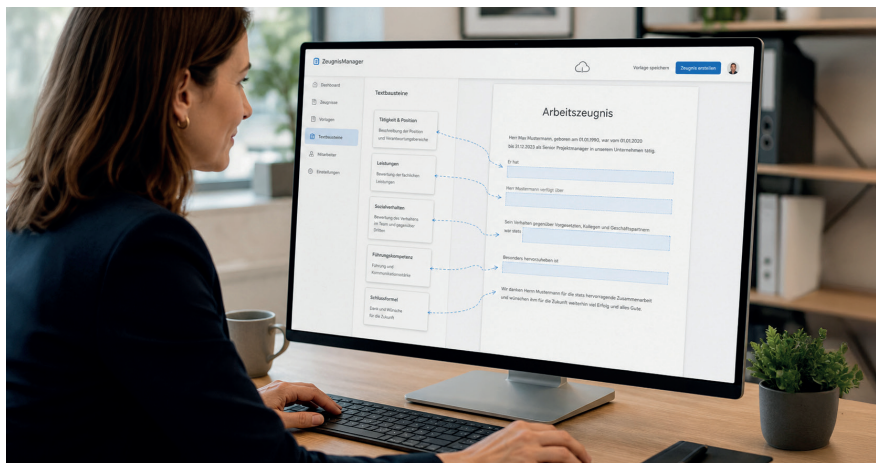 ZeugnisManager
Vorlage speichern
Zeugnis erstellen
Dashboard
Zeugnisse
Vorlagen
Textbausteine
Mitarbeiter
Einstellungen
Textbausteine
Tätigkeit & Position
Beschreibung der Position
und Verantwortungsbereiche
Leistungen
Bewertung der fachlichen
Leistungen
Sozialverhalten
Bewertung des Verhaltens
im Team und gegenüber
Dritten
Führungskompetenz
Führung und
Kommunikationsstärke
Schlussformel
Dank und Wünsche
für die Zukunft
Arbeitszeugnis
Herr Max Mustermann, geboren am 01.01.1990, war vom 01.01.2020
bis 31.12.2023 als Senior Projektmanager in unserem Unternehmen tätig.
Er hat
Herr Mustermann verfügt über
Sein Verhalten gegenüber Vorgesetzten, Kollegen und Geschäftspartnern
war stets
Besonders hervorzuheben ist
Wir danken Herrn Mustermann für die stets hervorragende Zusammenarbeit
und wünschen ihm für die Zukunft weiterhin viel Erfolg und alles Gute.